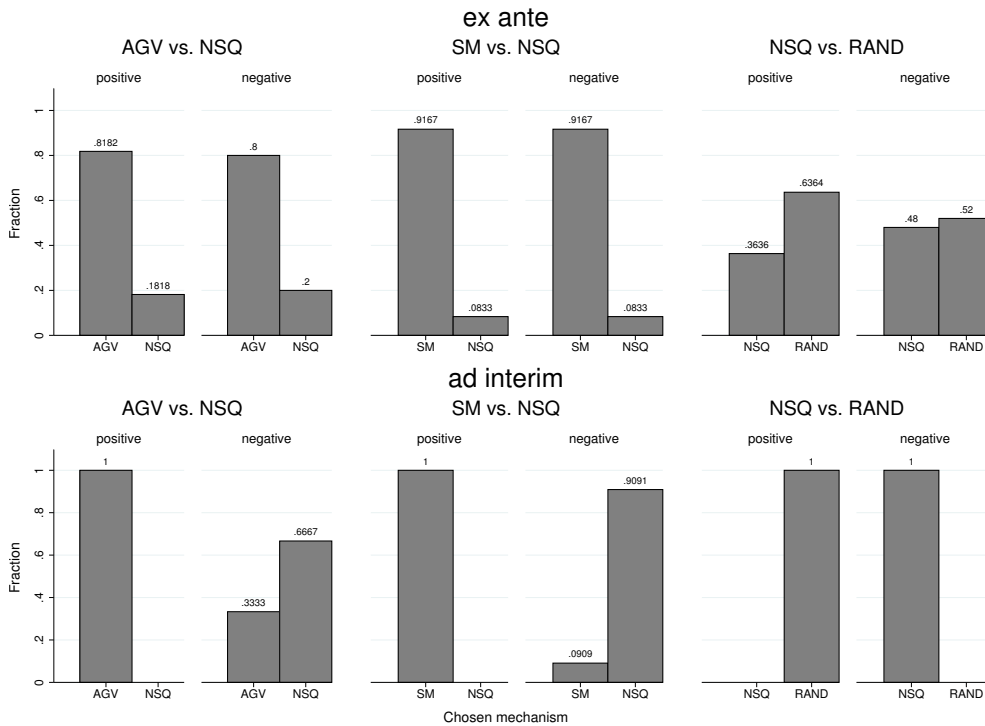 ex ante
AGV vs. NSQ SM vs. NSQ NSQ vs. RAND
positive negative positive negative positive negative
1
.9167 .9167
.8182 .8
.8
.6364
.6
.52
.48
.4
.3636
.1818 .2
.2
.0833 .0833
0
Fraction
AGV NSQ AGV NSQ SM NSQ SM NSQ NSQ RAND NSQ RAND
ad interim
AGV vs. NSQ SM vs. NSQ NSQ vs. RAND
positive negative positive negative positive negative
1 1 1 1
1
.9091
.8
.6667
.6
.4
.3333
.2
.0909
0
Fraction
AGV NSQ AGV NSQ SM NSQ SM NSQ NSQ RAND NSQ RAND
Chosen mechanism